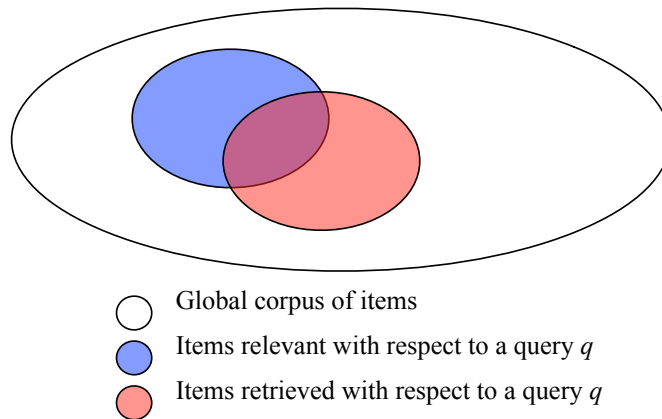 Global corpus of items
Items relevant with respect to a query q
Items retrieved with respect to a query q